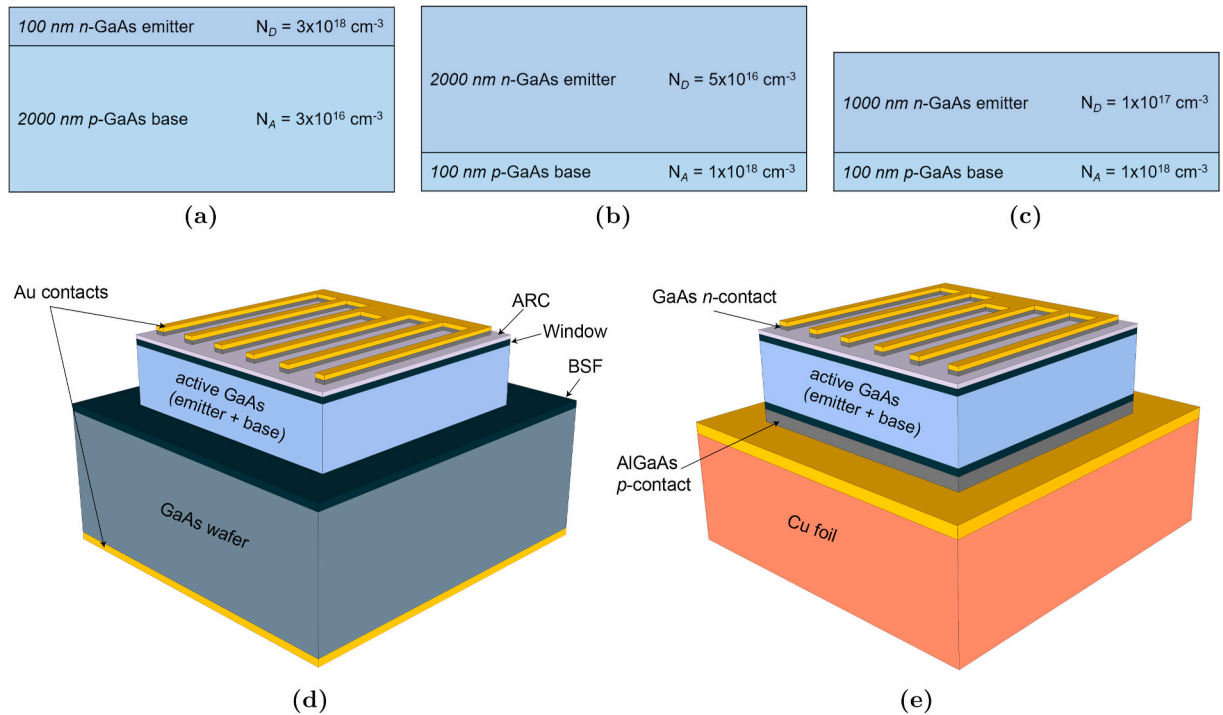 100 nm n-GaAs emitter N_D = 3x10^18 cm^-3
2000 nm p-GaAs base N_A = 3x10^16 cm^-3
(a)
2000 nm n-GaAs emitter N_D = 5x10^16 cm^-3
100 nm p-GaAs base N_A = 1x10^18 cm^-3
(b)
1000 nm n-GaAs emitter N_D = 1x10^17 cm^-3
100 nm p-GaAs base N_A = 1x10^18 cm^-3
(c)
Au contacts
ARC
Window
BSF
active GaAs
(emitter + base)
GaAs wafer
(d)
GaAs n-contact
active GaAs
(emitter + base)
AlGaAs
p-contact
Cu foil
(e)